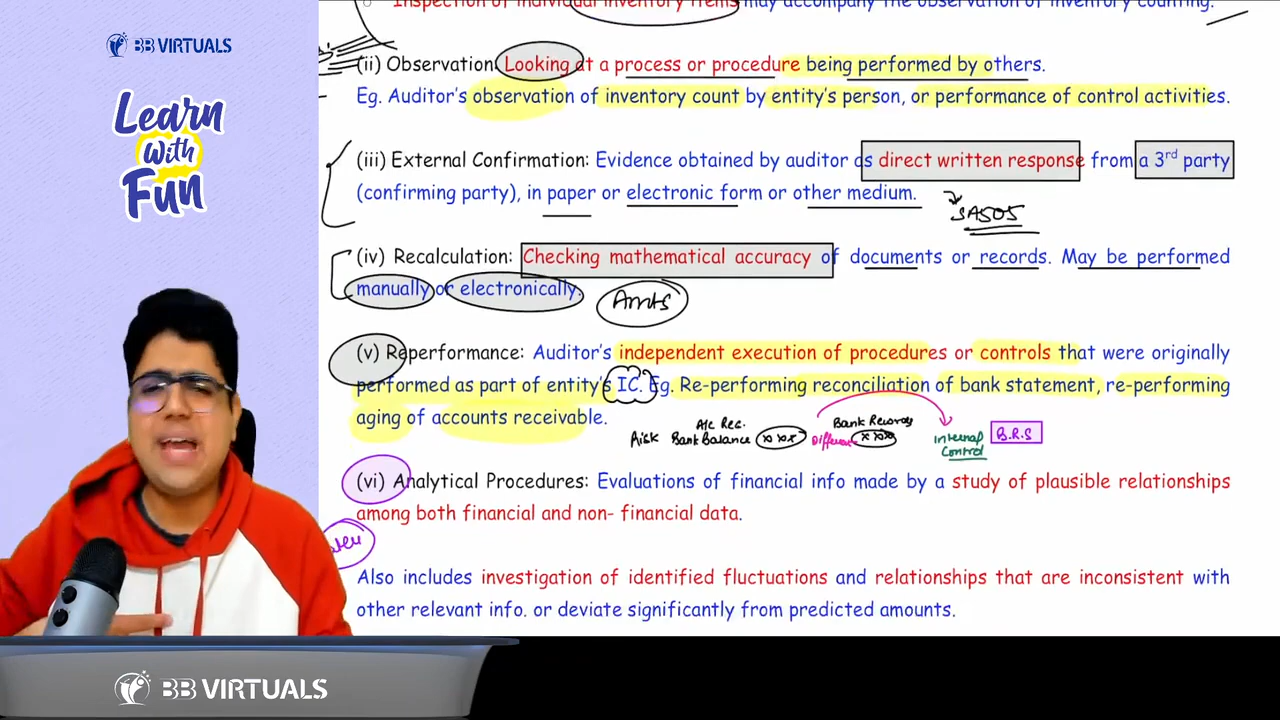 Inspection of individual inventory items may accompany the observation of inventory counting.
BB VIRTUALS
Learn
With
Fun
(ii) Observation: Looking at a process or procedure being performed by others.
Eg. Auditor's observation of inventory count by entity's person, or performance of control activities.
(iii) External Confirmation: Evidence obtained by auditor as direct written response from a 3rd party
(confirming party), in paper or electronic form or other medium.
SA505
(iv) Recalculation: Checking mathematical accuracy of documents or records. May be performed
manually or electronically.
Amts
(v) Reperformance: Auditor's independent execution of procedures or controls that were originally
performed as part of entity's IC. Eg. Re-performing reconciliation of bank statement, re-performing
aging of accounts receivable.
Risk
A/c Rec.
Bank Balance xxx
Bank Records
xxx
Internal
Control
B.R.S
(vi) Analytical Procedures: Evaluations of financial info made by a study of plausible relationships
among both financial and non- financial data.
Also includes investigation of identified fluctuations and relationships that are inconsistent with
other relevant info. or deviate significantly from predicted amounts.
BB VIRTUALS